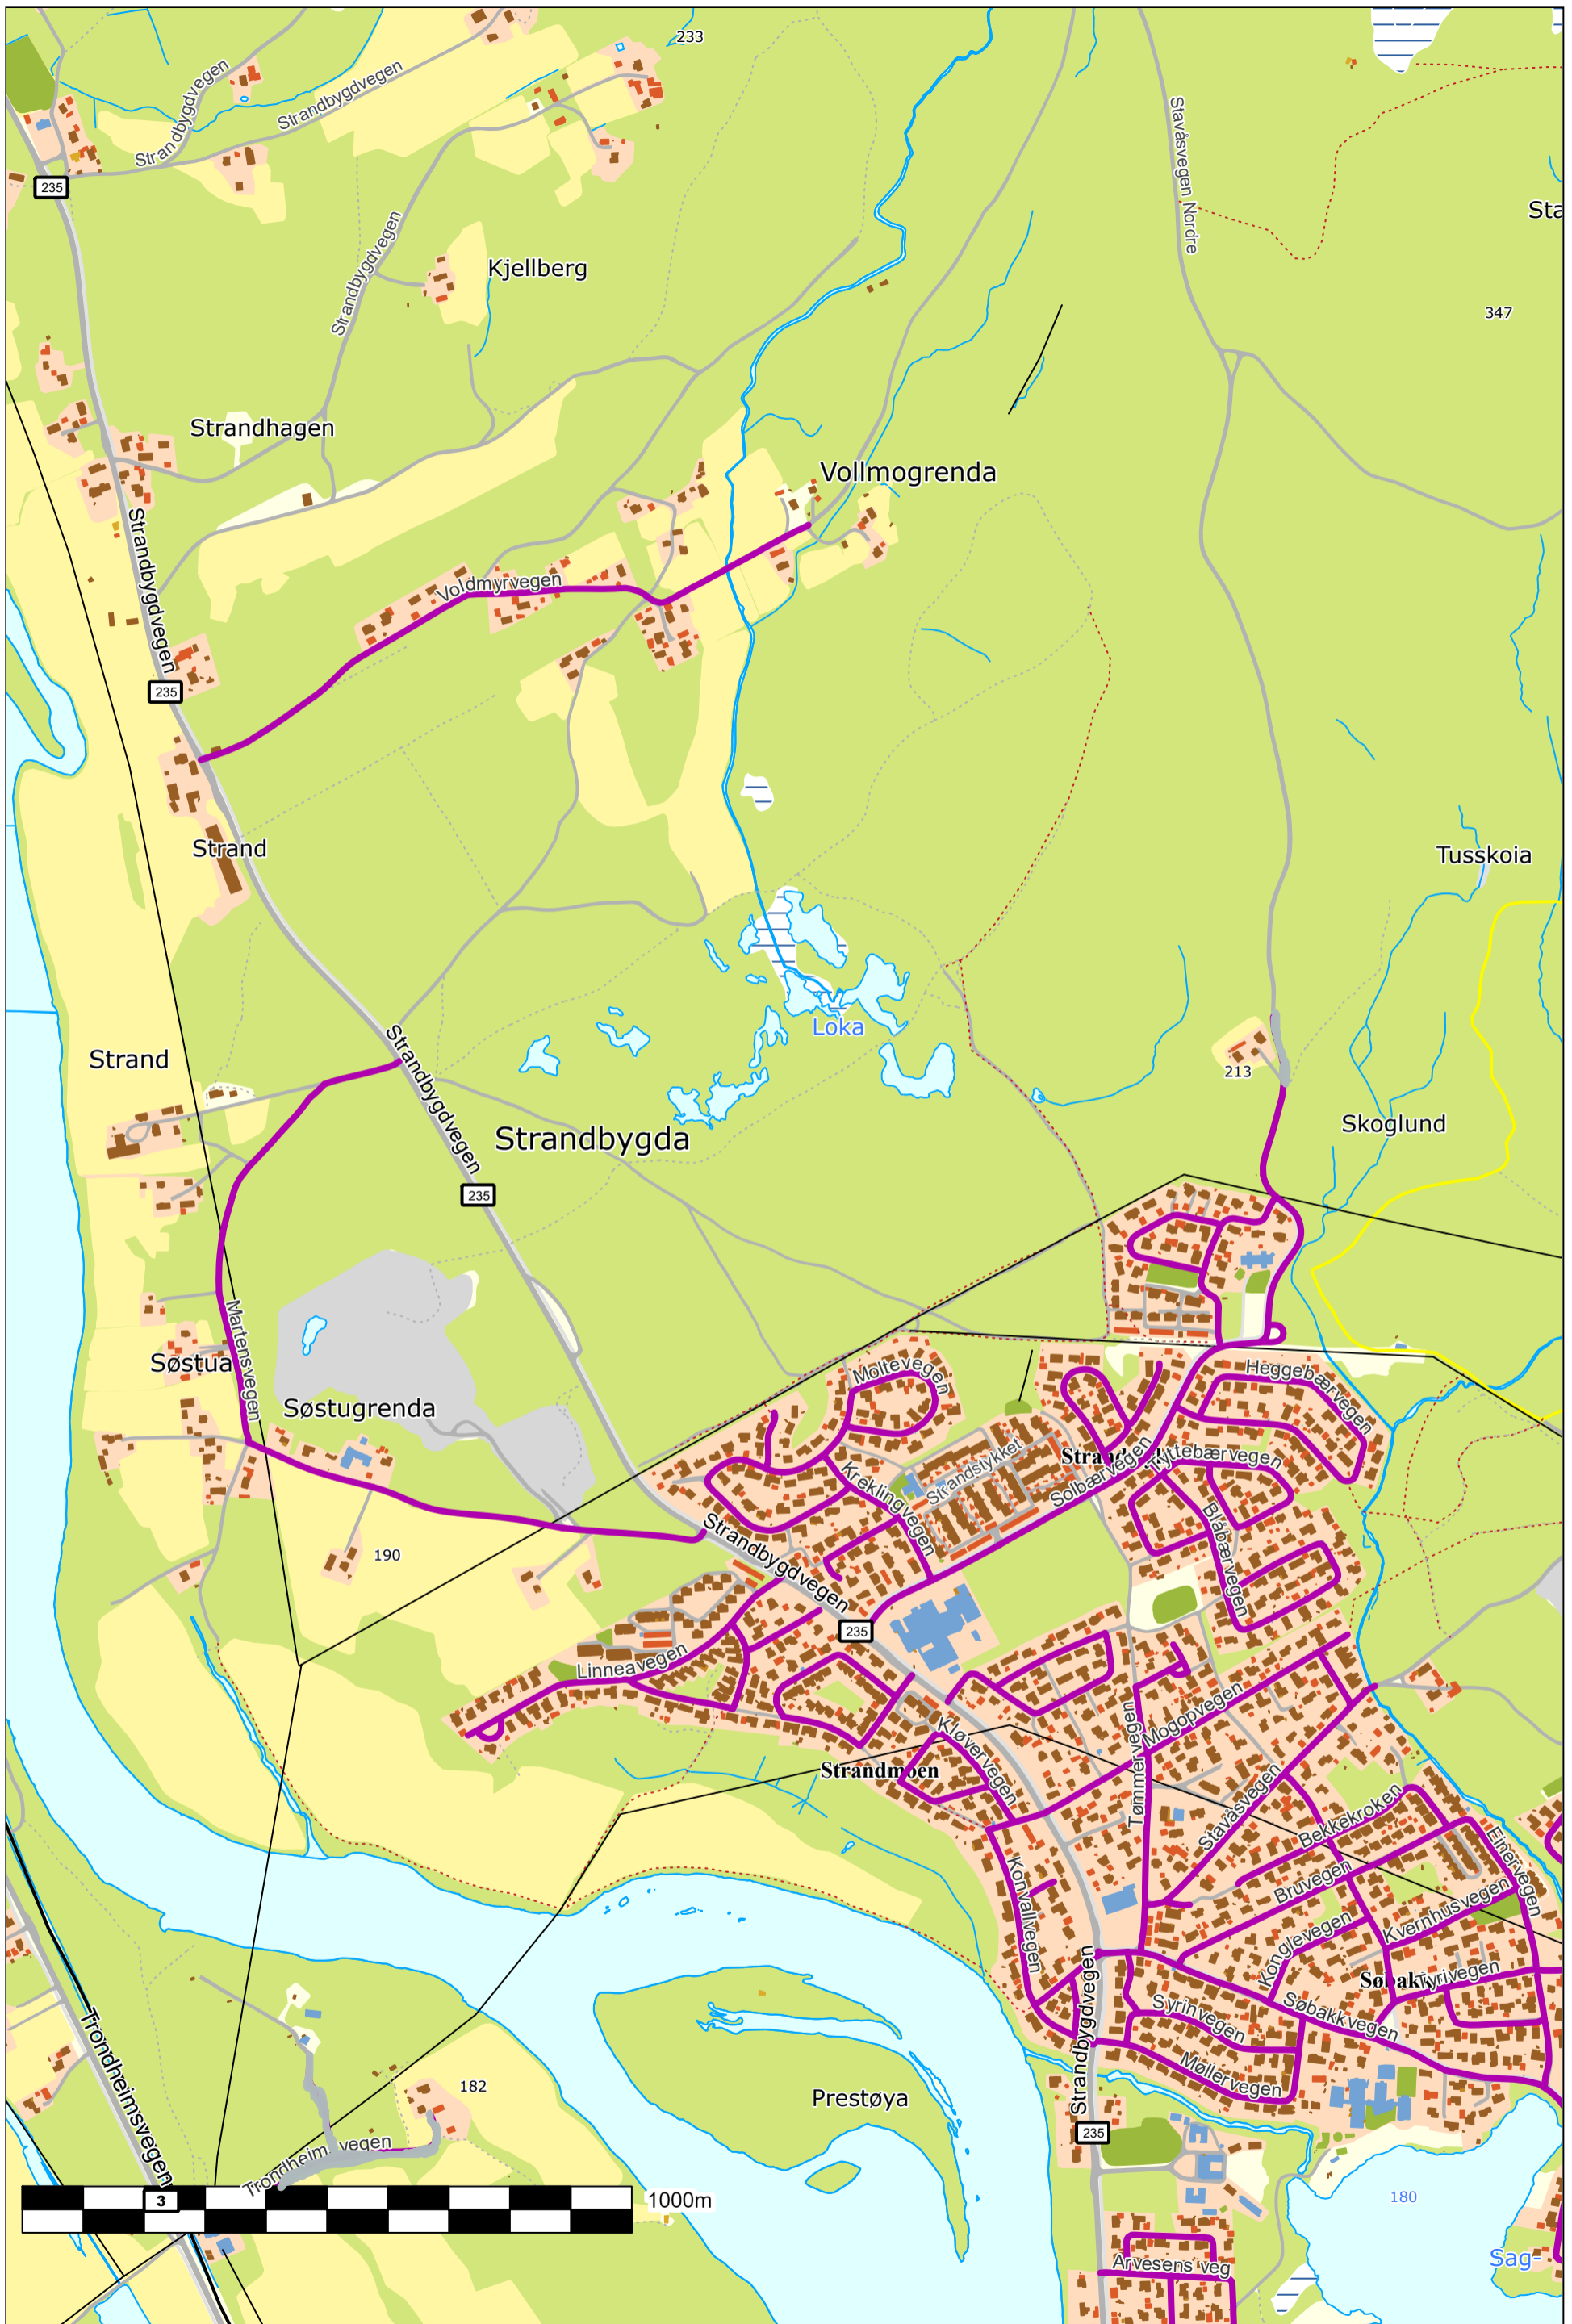 233
Strandbygdvegen
Strandbygdvegen
Stavåsvegen Nordre
235
Sta
Strandbygdvegen
Kjellberg
347
Strandhagen
Vollmogrenda
Strandbygdvegen
Voldmyrvegen
235
Strand
Tusskoia
Loka
Strand
Strandbygdvegen
213
Skoglund
Strandbygda
235
Martensvegen
Søstua
Søstugrenda
Moltevegen
Heggebærvegen
Strandstykket
Solbærvegen
Tyttebærvegen
Kreklingvegen
Blåbærvegen
Strandbygdvegen
190
235
Linneavegen
Mogopvegen
Tømmervegen
Kløvervegen
Strandmoen
Stavåsvegen
Bekkekroken
Einervegen
Bruvegen
Konvallvegen
Kvernhusvegen
Konglevegen
Tyrivegen
Søbakkvegen
Syrinvegen
Strandbygdvegen
Møllervegen
Trondheimsvegen
182
Prestøya
235
vegen
3
1000m
180
Sag-
Arvesens veg